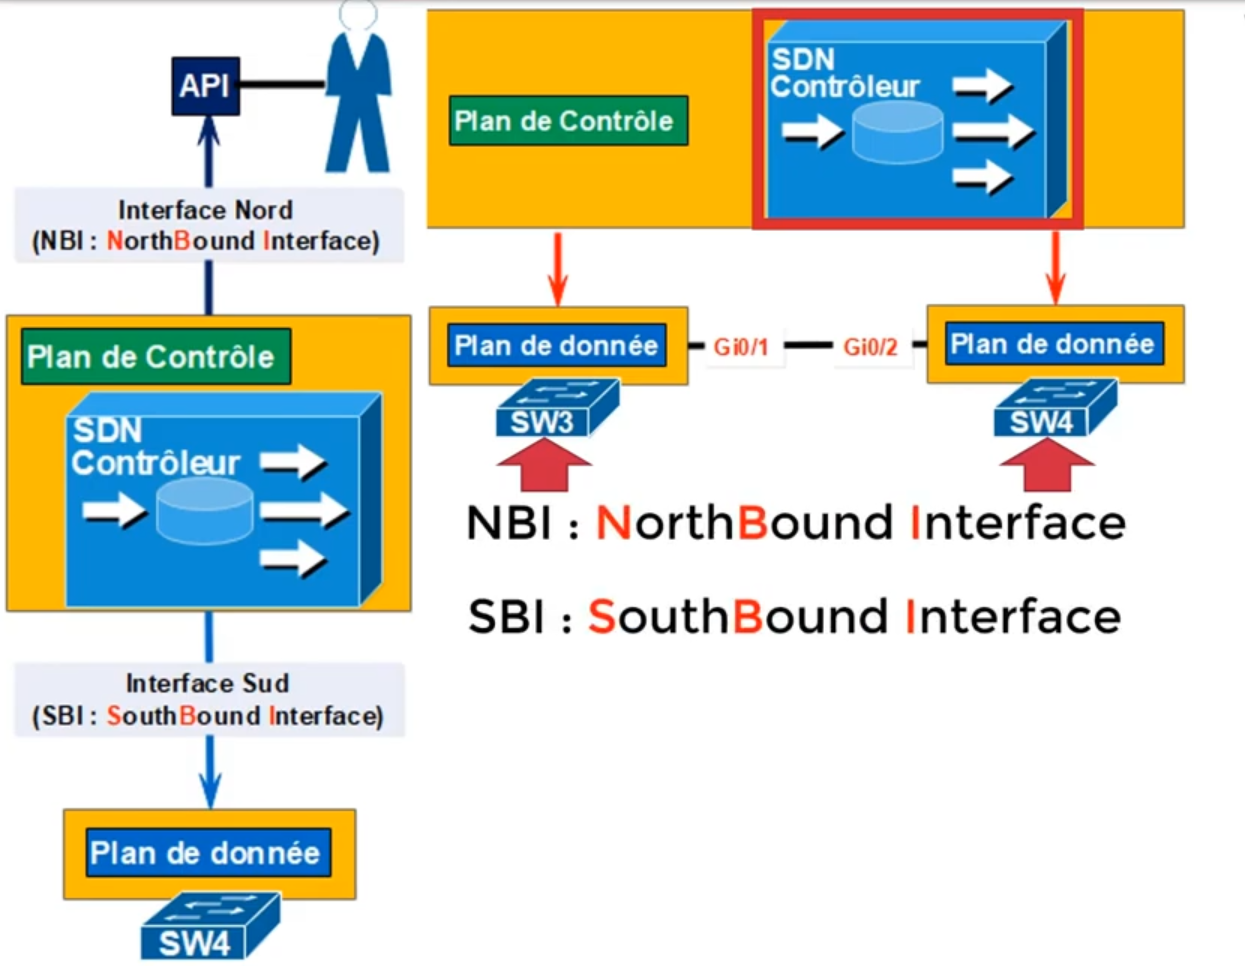 API
Interface Nord
(NBI : NorthBound Interface)
Plan de Contrôle
SDN
Contrôleur
Interface Sud
(SBI : SouthBound Interface)
Plan de donnée
SW4
Plan de Contrôle
SDN
Contrôleur
Plan de donnée
Gi0/1
Gi0/2
Plan de donnée
SW3
SW4
NBI : NorthBound Interface
SBI : SouthBound Interface